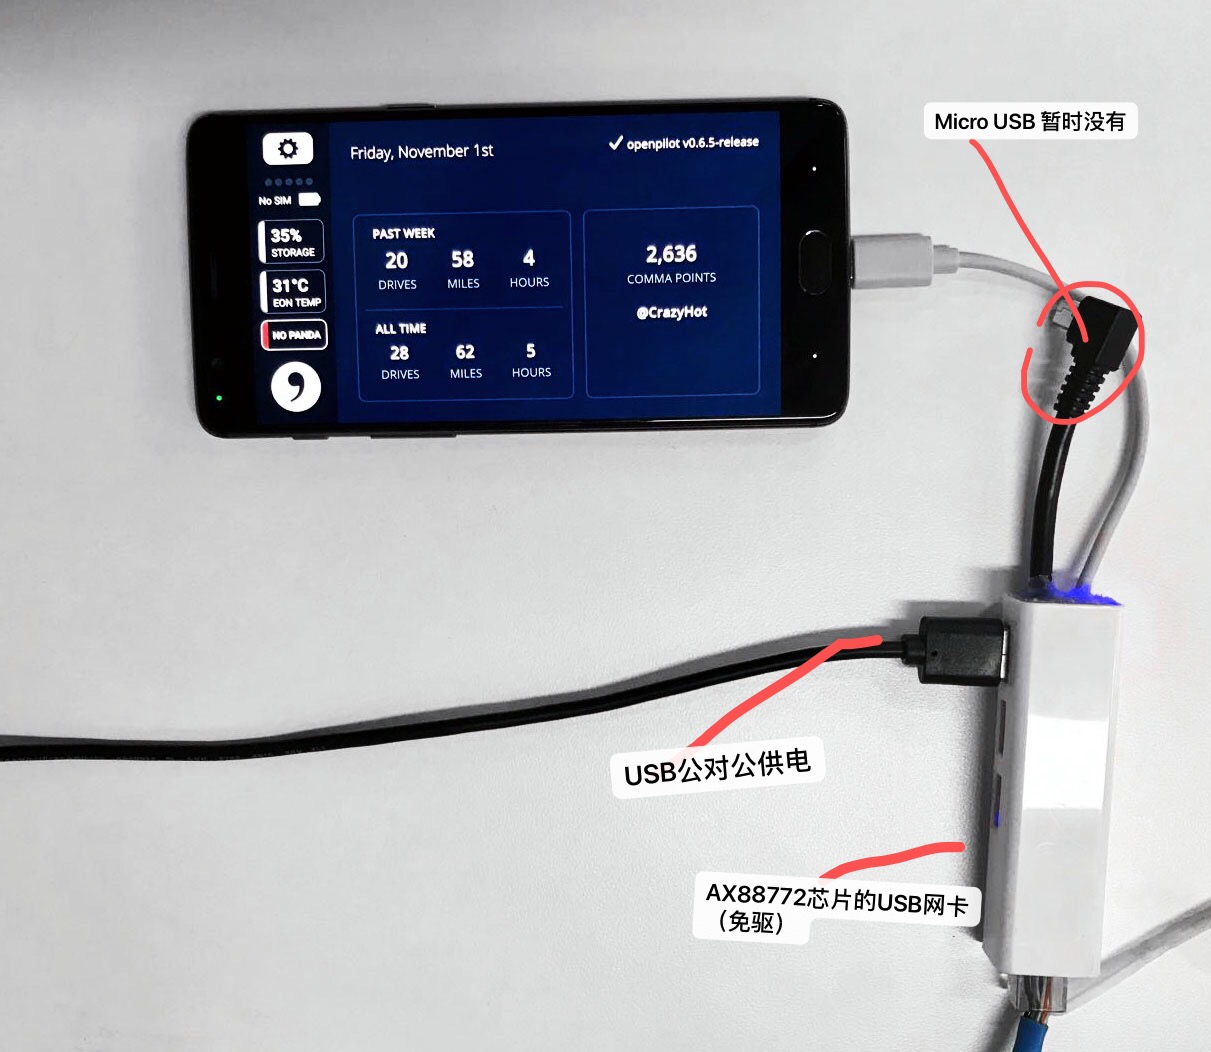 Micro USB 暂时没有
Friday, November 1st
openpilot v0.6.5-release
No SIM
35%
STORAGE
31°C
EON TEMP
NO PANDA
PAST WEEK
20 58 4
DRIVES MILES HOURS
ALL TIME
28 62 5
DRIVES MILES HOURS
2,636
COMMA POINTS
@CrazyHot
USB公对公供电
AX88772芯片的USB网卡
（免驱）